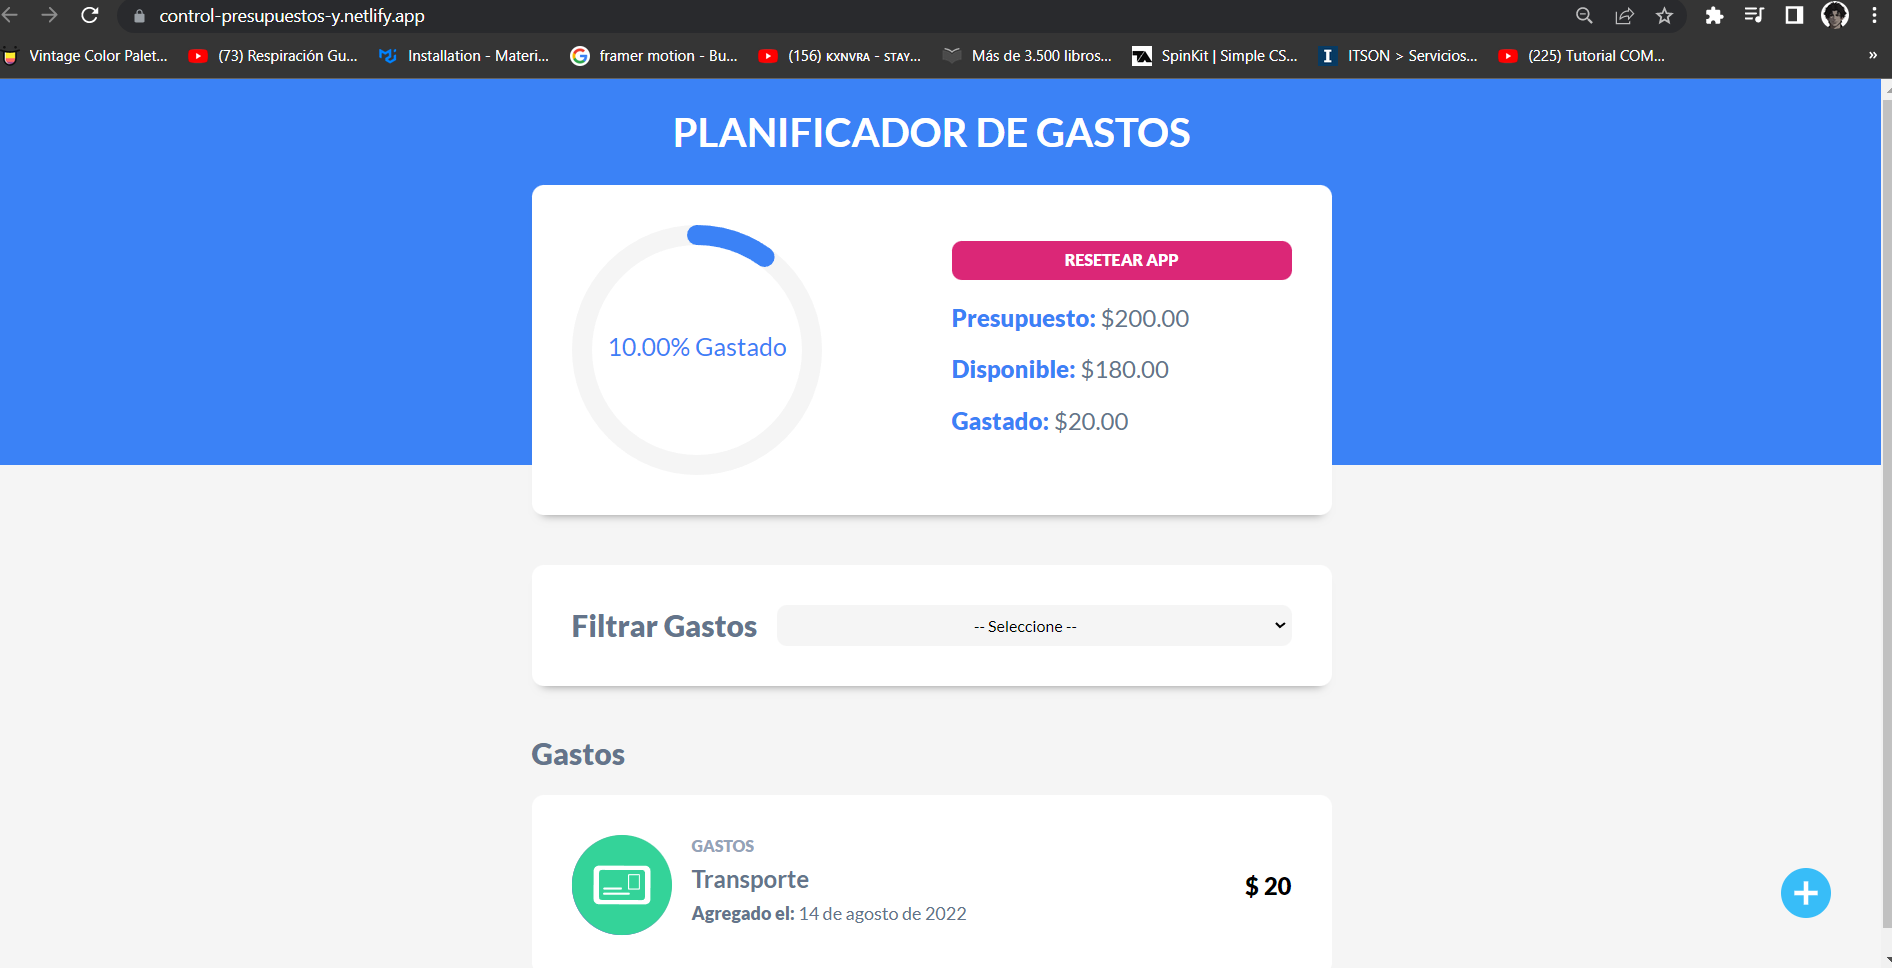 control-presupuestos-y.netlify.app
Vintage Color Palet...
(73) Respiración Gu...
Installation - Materi...
framer motion - Bu...
(156) ᴋxɴᴠʀᴀ - sᴛᴀʏ...
Más de 3.500 libros...
SpinKit | Simple CS...
ITSON > Servicios...
(225) Tutorial COM...
»
PLANIFICADOR DE GASTOS
10.00% Gastado
RESETEAR APP
Presupuesto: $200.00
Disponible: $180.00
Gastado: $20.00
Filtrar Gastos
-- Seleccione --
Gastos
GASTOS
Transporte
Agregado el: 14 de agosto de 2022
$ 20